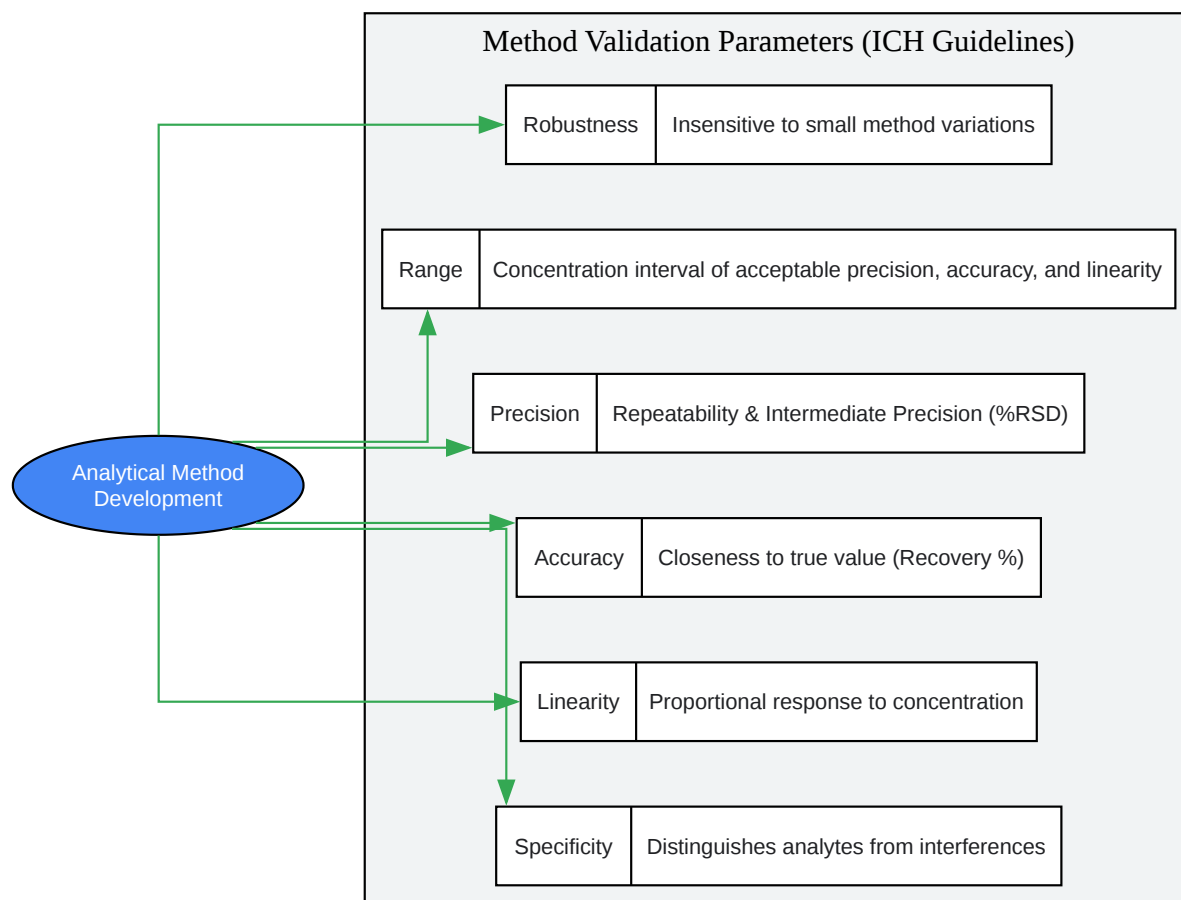 Method Validation Parameters (ICH Guidelines)
Robustness
Insensitive to small method variations
Range
Concentration interval of acceptable precision, accuracy, and linearity
Precision
Repeatability & Intermediate Precision (%RSD)
Analytical Method
Development
Accuracy
Closeness to true value (Recovery %)
Linearity
Proportional response to concentration
Specificity
Distinguishes analytes from interferences